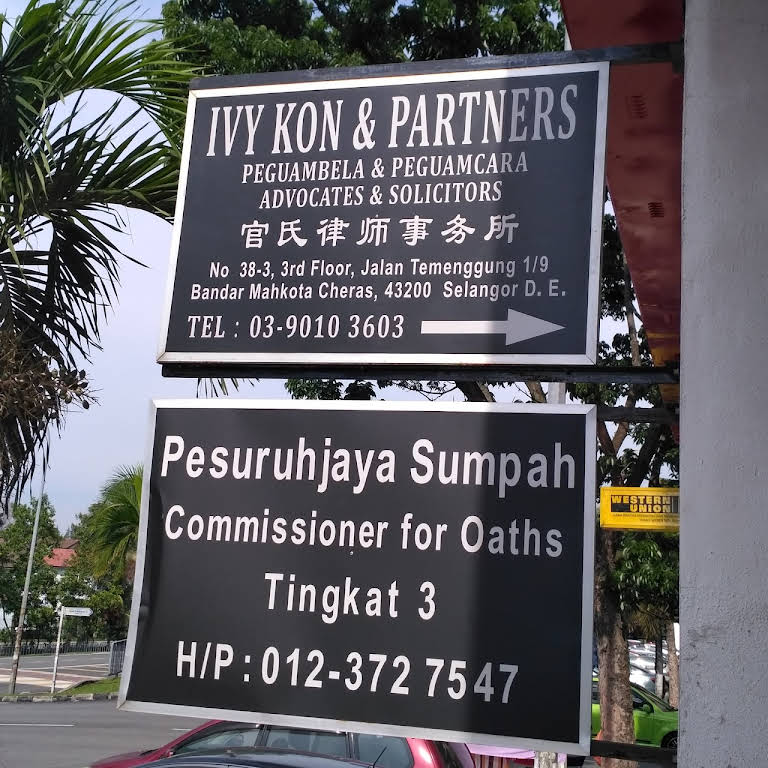 IVY KON & PARTNERS
PEGUAMBELA & PEGUAMCARA
ADVOCATES & SOLICITORS
官氏律师事务所
No 38-3, 3rd Floor, Jalan Temenggung 1/9
Bandar Mahkota Cheras, 43200 Selangor D. E.
TEL : 03-9010 3603
Pesuruhjaya Sumpah
Commissioner for Oaths
Tingkat 3
H/P : 012-372 7547
WESTERN
UNION